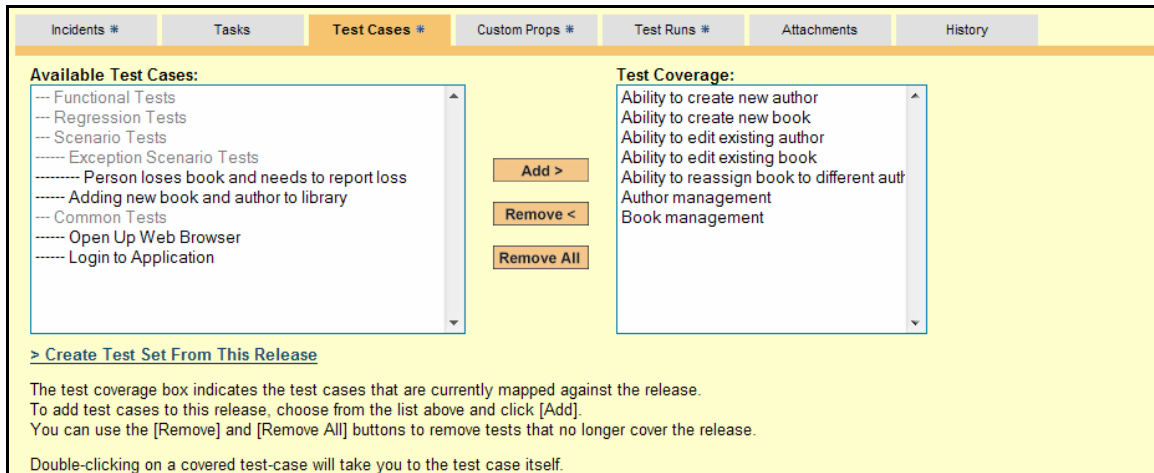 Incidents *
Tasks
Test Cases *
Custom Props *
Test Runs *
Attachments
History
Available Test Cases:
--- Functional Tests
--- Regression Tests
--- Scenario Tests
------ Exception Scenario Tests
--------- Person loses book and needs to report loss
------ Adding new book and author to library
--- Common Tests
------ Open Up Web Browser
------ Login to Application
Add >
Remove <
Remove All
Test Coverage:
Ability to create new author
Ability to create new book
Ability to edit existing author
Ability to edit existing book
Ability to reassign book to different auth
Author management
Book management
> Create Test Set From This Release
The test coverage box indicates the test cases that are currently mapped against the release.
To add test cases to this release, choose from the list above and click [Add].
You can use the [Remove] and [Remove All] buttons to remove tests that no longer cover the release.
Double-clicking on a covered test-case will take you to the test case itself.